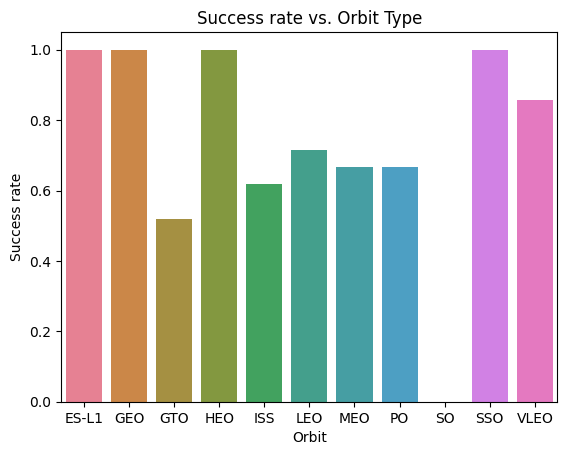 Success rate vs. Orbit Type
1.0
0.8
0.6
0.4
0.2
0.0
Success rate
ES-L1 GEO GTO HEO ISS LEO MEO PO SO SSO VLEO
Orbit